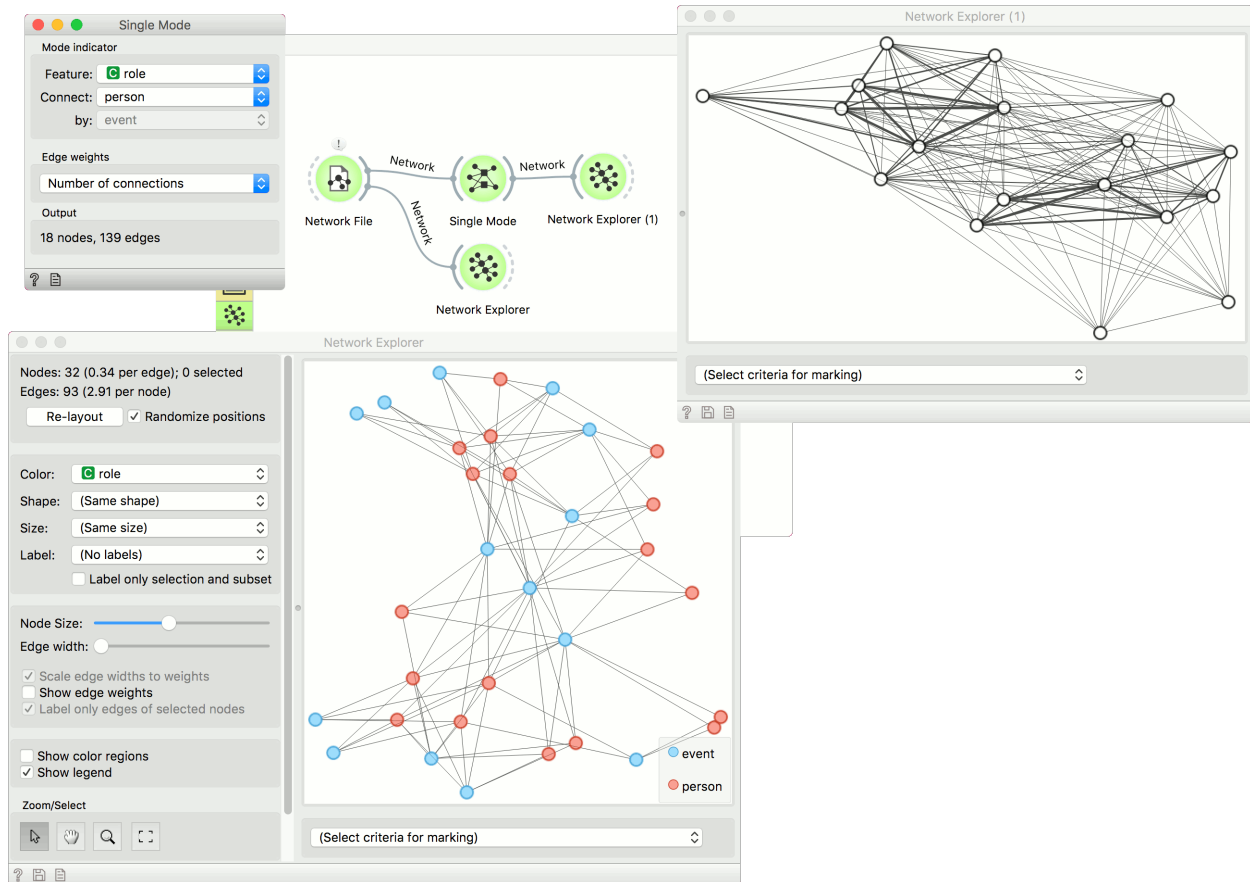 Single Mode
Mode indicator
Feature: C role
Connect: person
by: event
Edge weights
Number of connections
Output
18 nodes, 139 edges
?
!
Network
Network
Network
Network File
Single Mode
Network Explorer (1)
Network Explorer
Network Explorer (1)
(Select criteria for marking)
?
Network Explorer
Nodes: 32 (0.34 per edge); 0 selected
Edges: 93 (2.91 per node)
Re-layout
Randomize positions
Color: C role
Shape: (Same shape)
Size: (Same size)
Label: (No labels)
Label only selection and subset
Node Size:
Edge width:
Scale edge widths to weights
Show edge weights
Label only edges of selected nodes
Show color regions
Show legend
Zoom/Select
event
person
(Select criteria for marking)
?